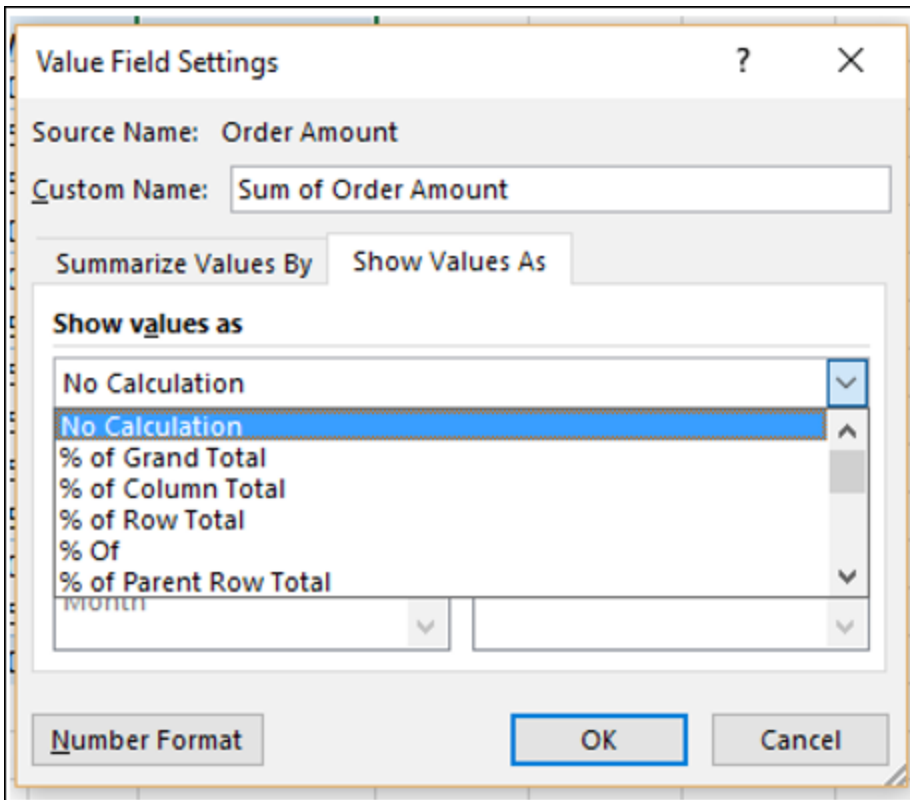 Value Field Settings ?
Source Name: Order Amount
Custom Name: Sum of Order Amount
Summarize Values By Show Values As
Show values as
No Calculation
No Calculation
% of Grand Total
% of Column Total
% of Row Total
% Of
% of Parent Row Total
Month
Number Format OK Cancel